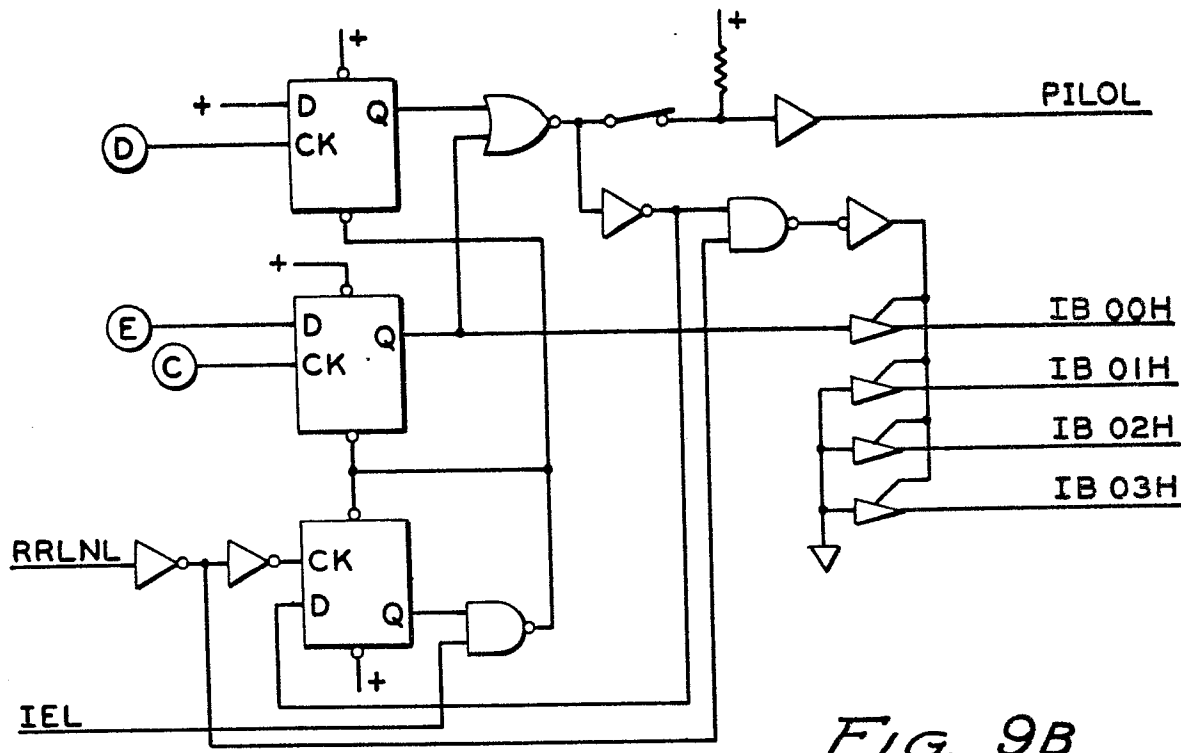 +
+
+
D
Q
PILOL
D
CK
+
E
D
Q
IB 00H
C
CK
IB 01H
IB 02H
IB 03H
RRLNL
CK
D
Q
+
IEL
FIG. 9B